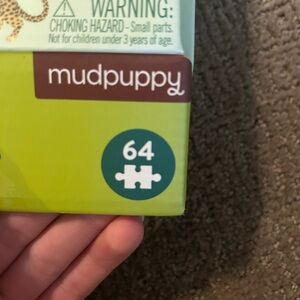 WARNING:
CHOKING HAZARD - Small parts.
Not for children under 3 years of age.
mudpuppy
64